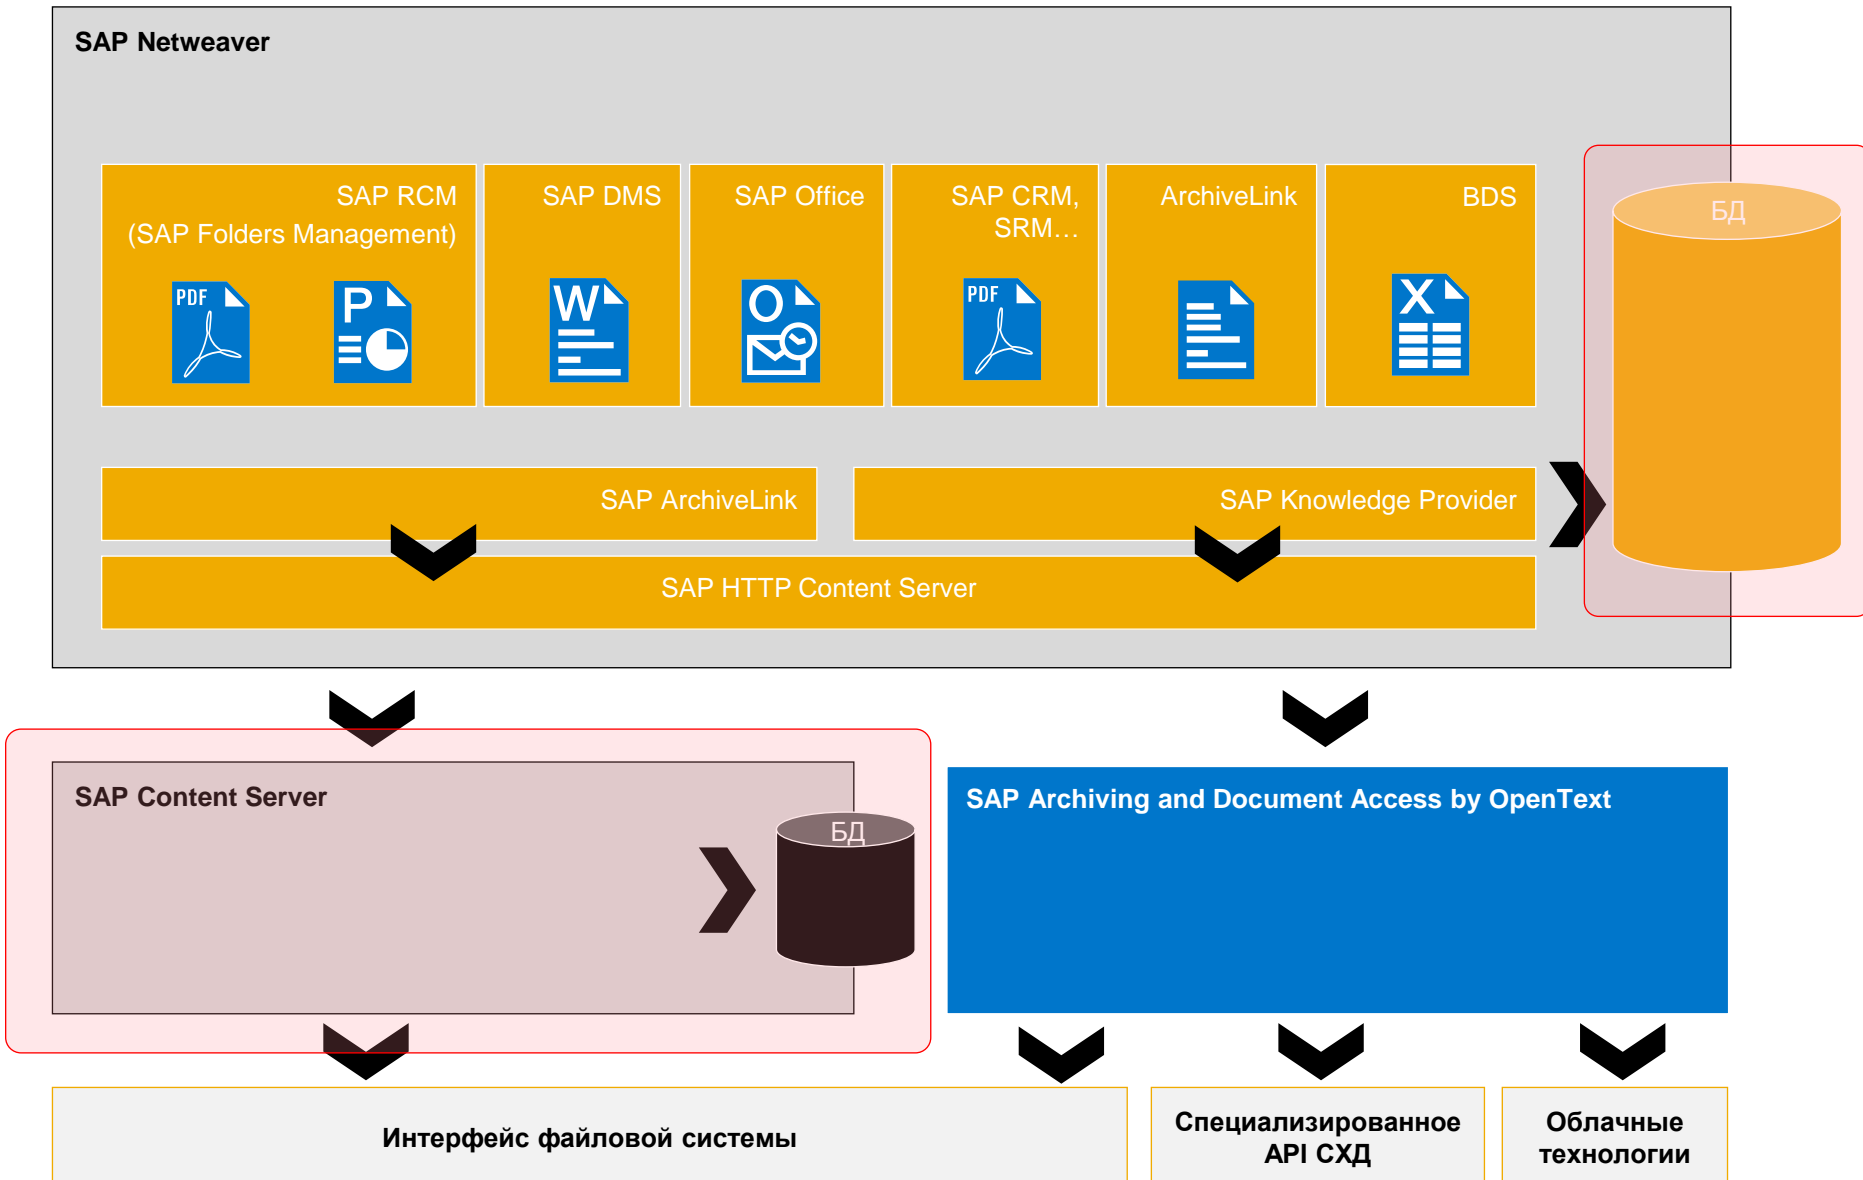 SAP Netweaver
SAP RCM
(SAP Folders Management)
SAP DMS
SAP Office
SAP CRM,
SRM…
ArchiveLink
BDS
БД
PDF
P
W
O
PDF
X
SAP ArchiveLink
SAP Knowledge Provider
SAP HTTP Content Server
SAP Content Server
БД
SAP Archiving and Document Access by OpenText
Интерфейс файловой системы
Специализированное
API СХД
Облачные
технологии